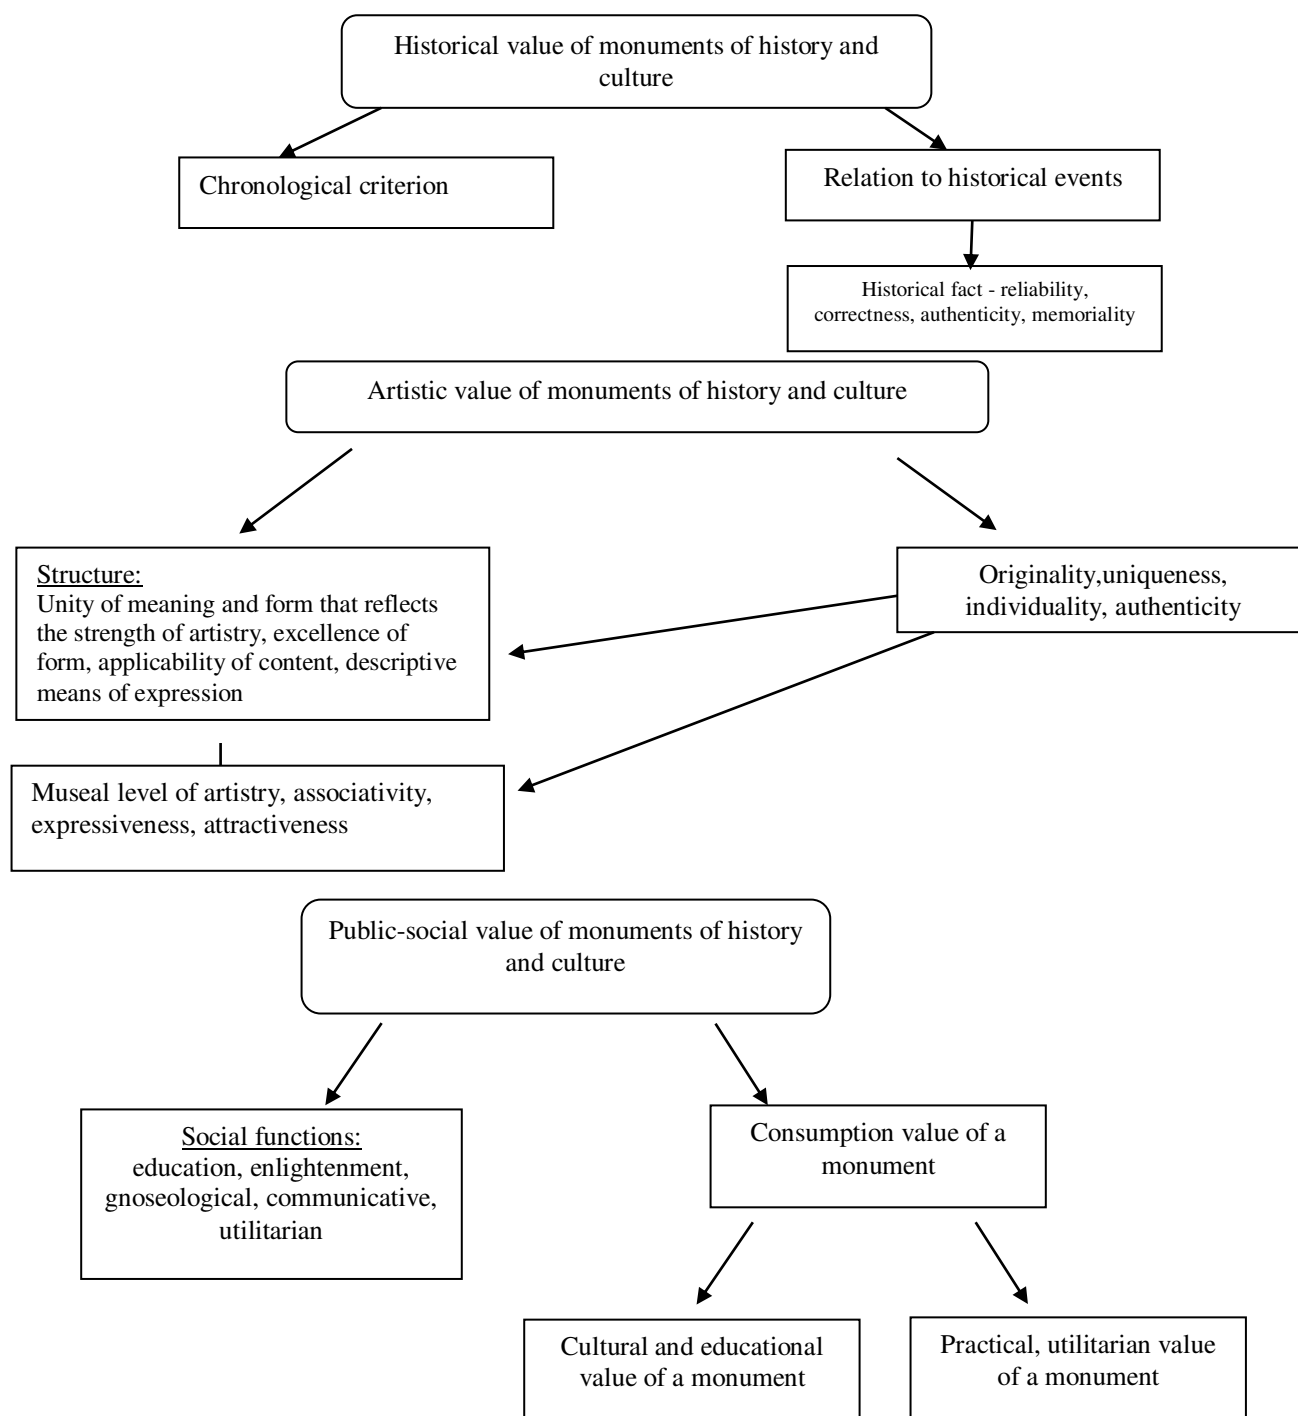 Historical value of monuments of history and
culture
Chronological criterion
Relation to historical events
Historical fact - reliability,
correctness, authenticity, memoriality
Artistic value of monuments of history and culture
Structure:
Unity of meaning and form that reflects
the strength of artistry, excellence of
form, applicability of content, descriptive
means of expression
Originality,uniqueness,
individuality, authenticity
Museal level of artistry, associativity,
expressiveness, attractiveness
Public-social value of monuments of history
and culture
Social functions:
education, enlightenment,
gnoseological, communicative,
utilitarian
Consumption value of a
monument
Cultural and educational
value of a monument
Practical, utilitarian value
of a monument